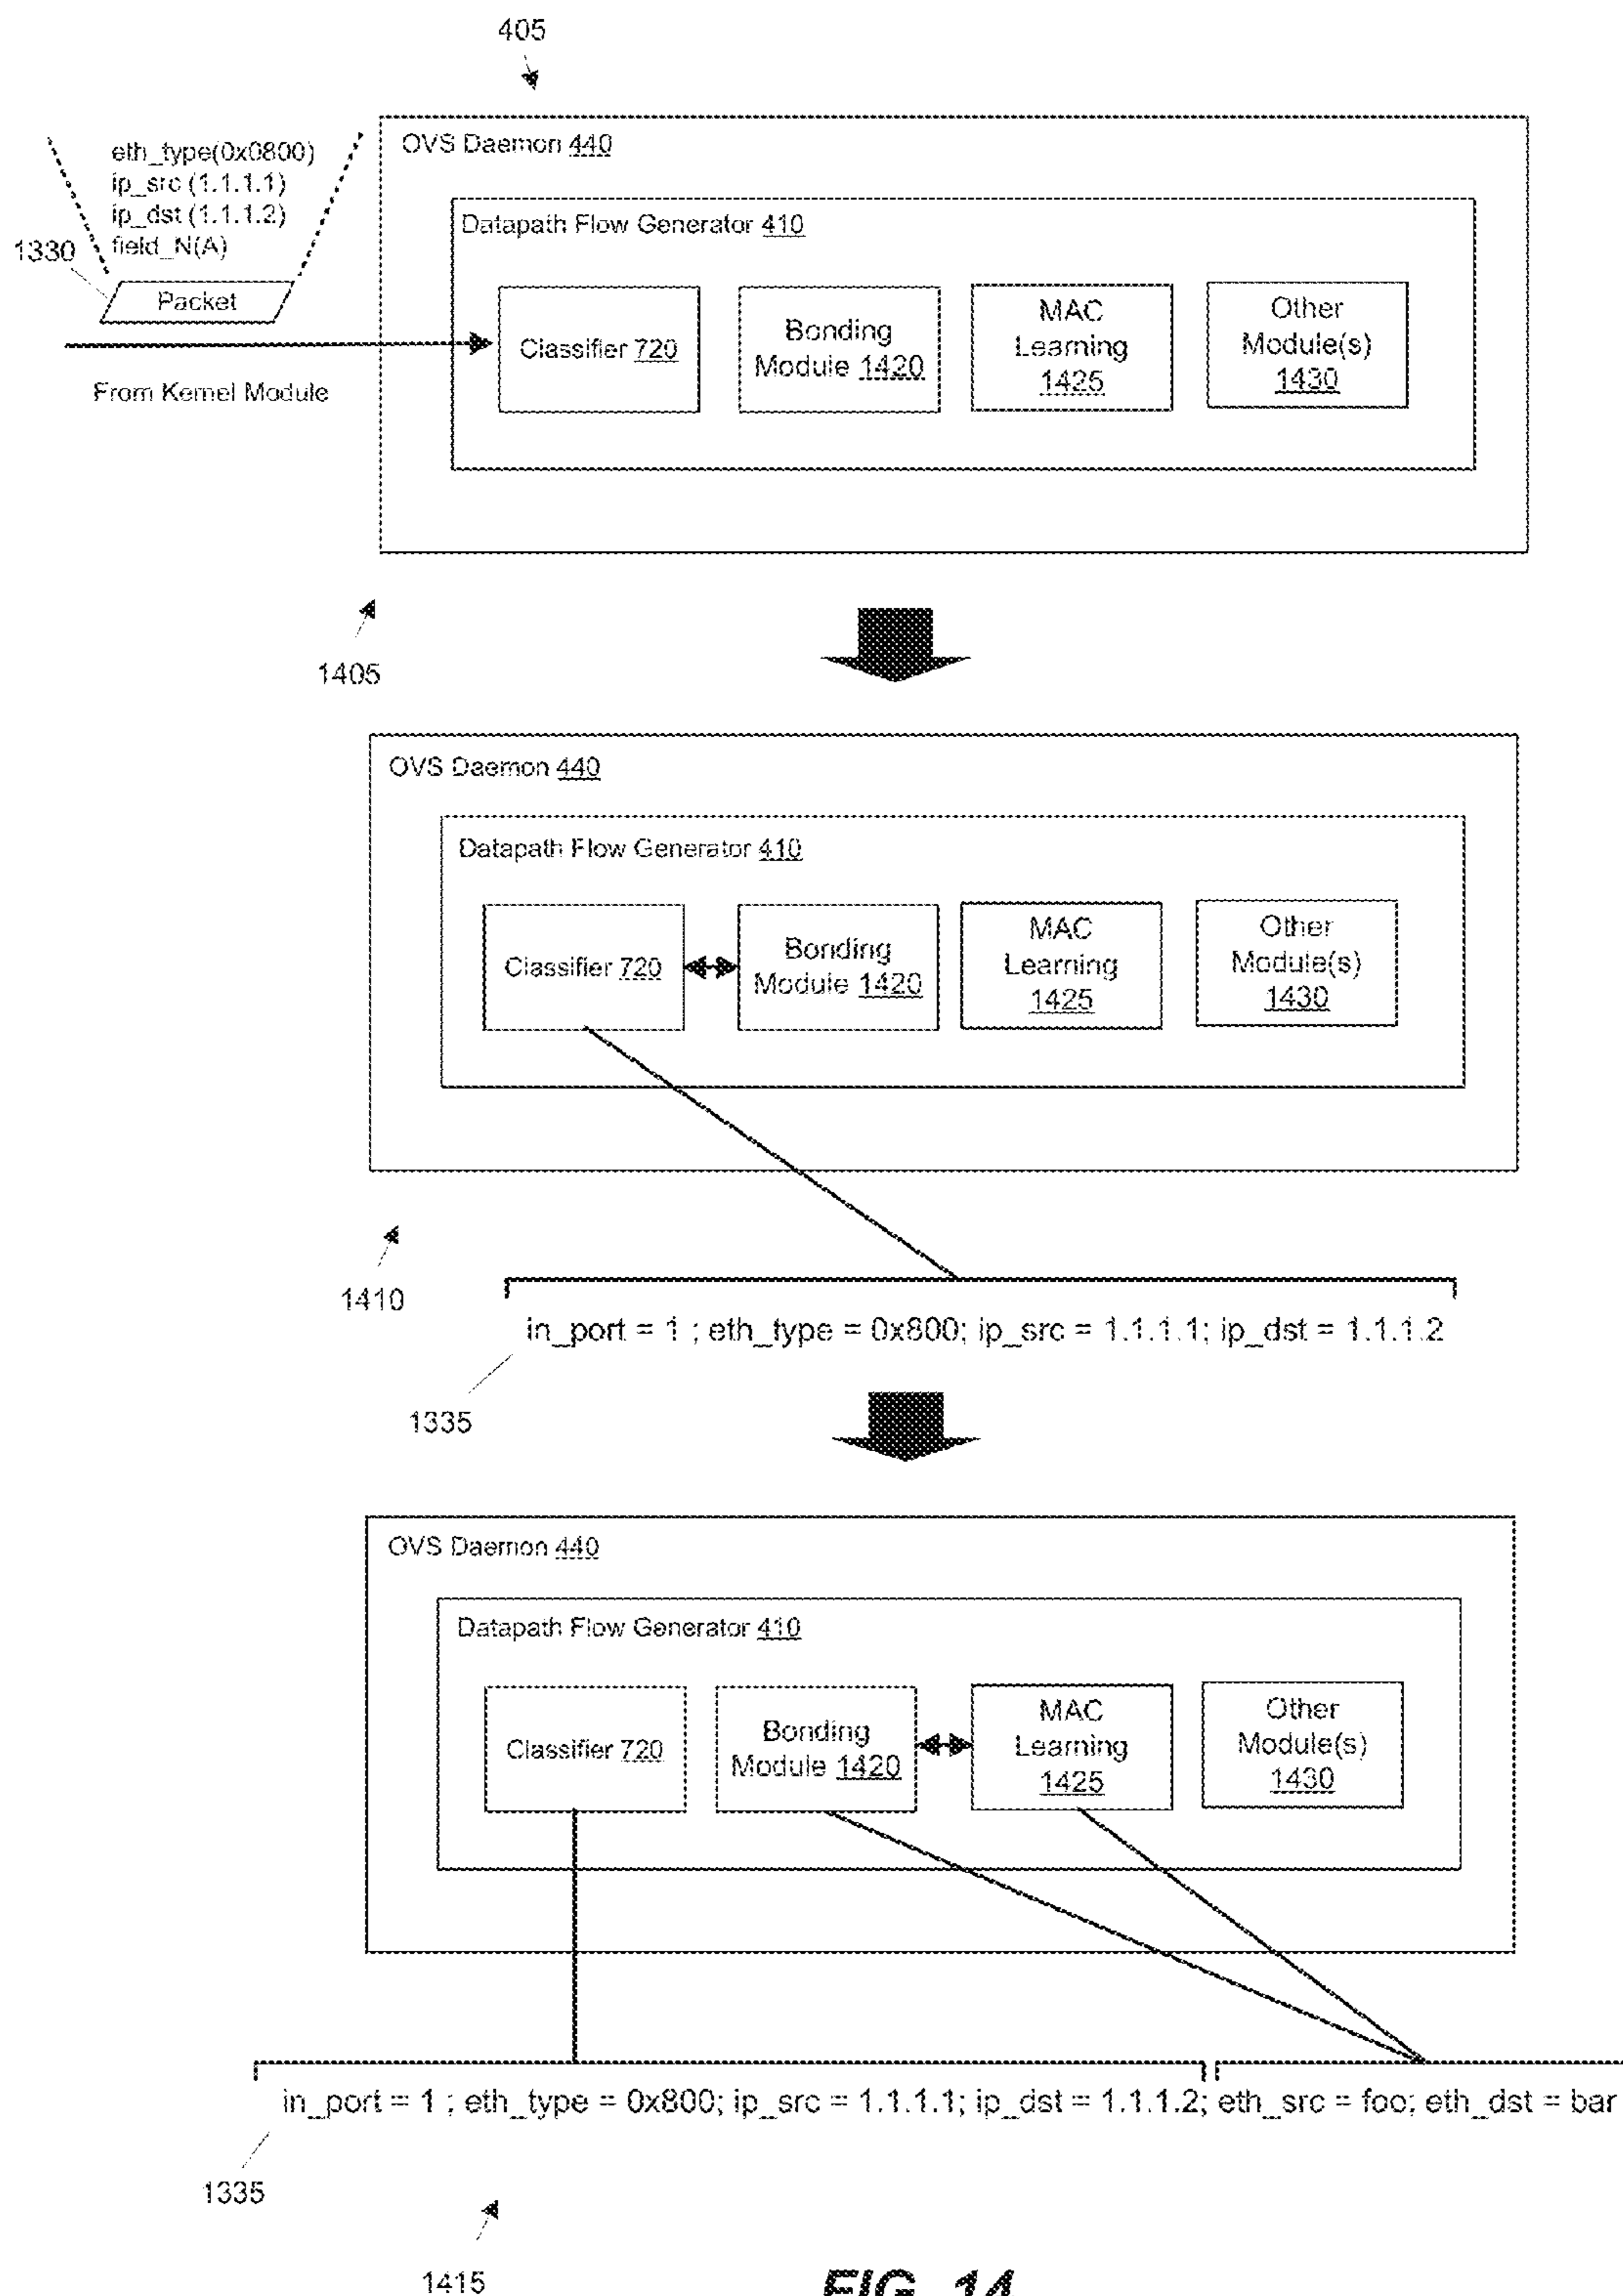 405
eth_type(0x0800)
ip_src (1.1.1.1)
ip_dst (1.1.1.2)
field_N(A)
1330
Packet
From Kernel Module
OVS Daemon 440
Datapath Flow Generator 410
Classifier 720
Bonding
Module 1420
MAC
Learning
1425
Other
Module(s)
1430
1405
OVS Daemon 440
Datapath Flow Generator 410
Classifier 720
Bonding
Module 1420
MAC
Learning
1425
Other
Module(s)
1430
1410
in_port = 1 ; eth_type = 0x800; ip_src = 1.1.1.1; ip_dst = 1.1.1.2
1335
OVS Daemon 440
Datapath Flow Generator 410
Classifier 720
Bonding
Module 1420
MAC
Learning
1425
Other
Module(s)
1430
in_port = 1 ; eth_type = 0x800; ip_src = 1.1.1.1; ip_dst = 1.1.1.2; eth_src = foo; eth_dst = bar
1335
1415
FIG. 14